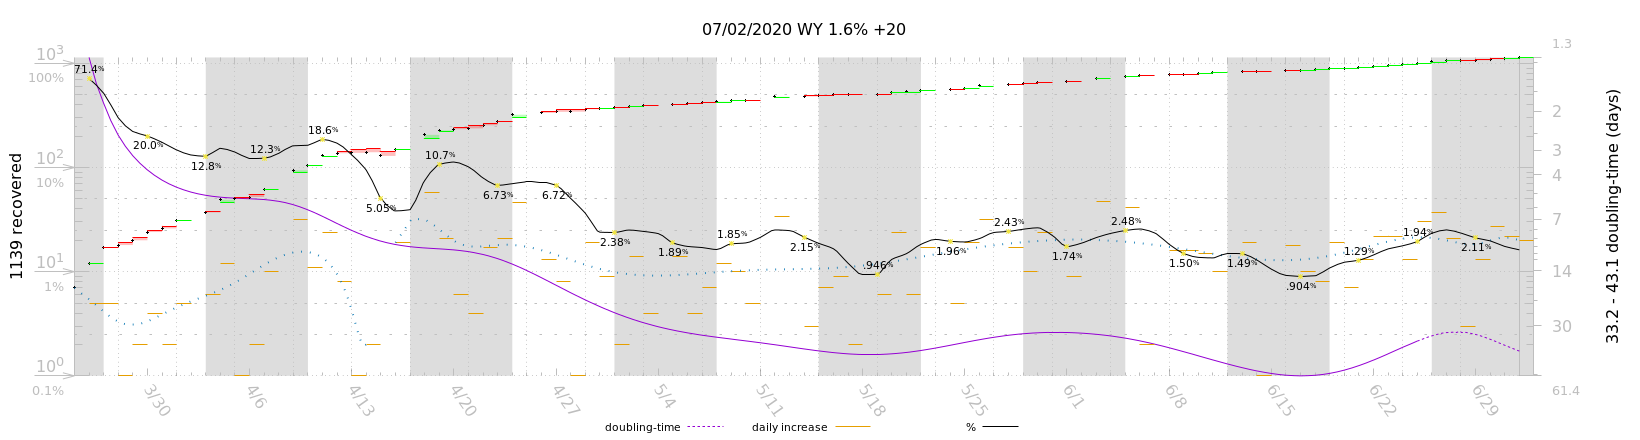 07/02/2020 WY 1.6% +20
10³ 1.3
71.4%
100%
2
18.6%
12.3% 10.7% 3
20.0%
10² 12.8%
10% 4
6.73% 6.72%
5.05%
7
2.43% 2.48%
2.38% 2.15% 1.85% 1.94%
1.89% 1.96% 1.74% 1.29% 2.11%
10¹ .946% 1.50% 1.49% 14
1% .904%
30
10⁰
0.1% 61.4
3/30 4/6 4/13 4/20 4/27 5/4 5/11 5/18 5/25 6/1 6/8 6/15 6/22 6/29
doubling-time daily increase %
1139 recovered
33.2 - 43.1 doubling-time (days)